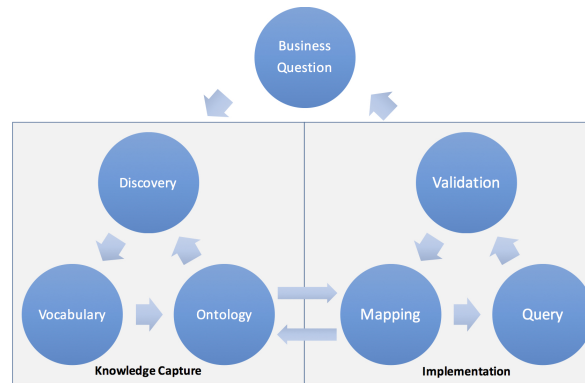 Business
Question
Discovery
Validation
Vocabulary
Ontology
Mapping
Query
Knowledge Capture
Implementation